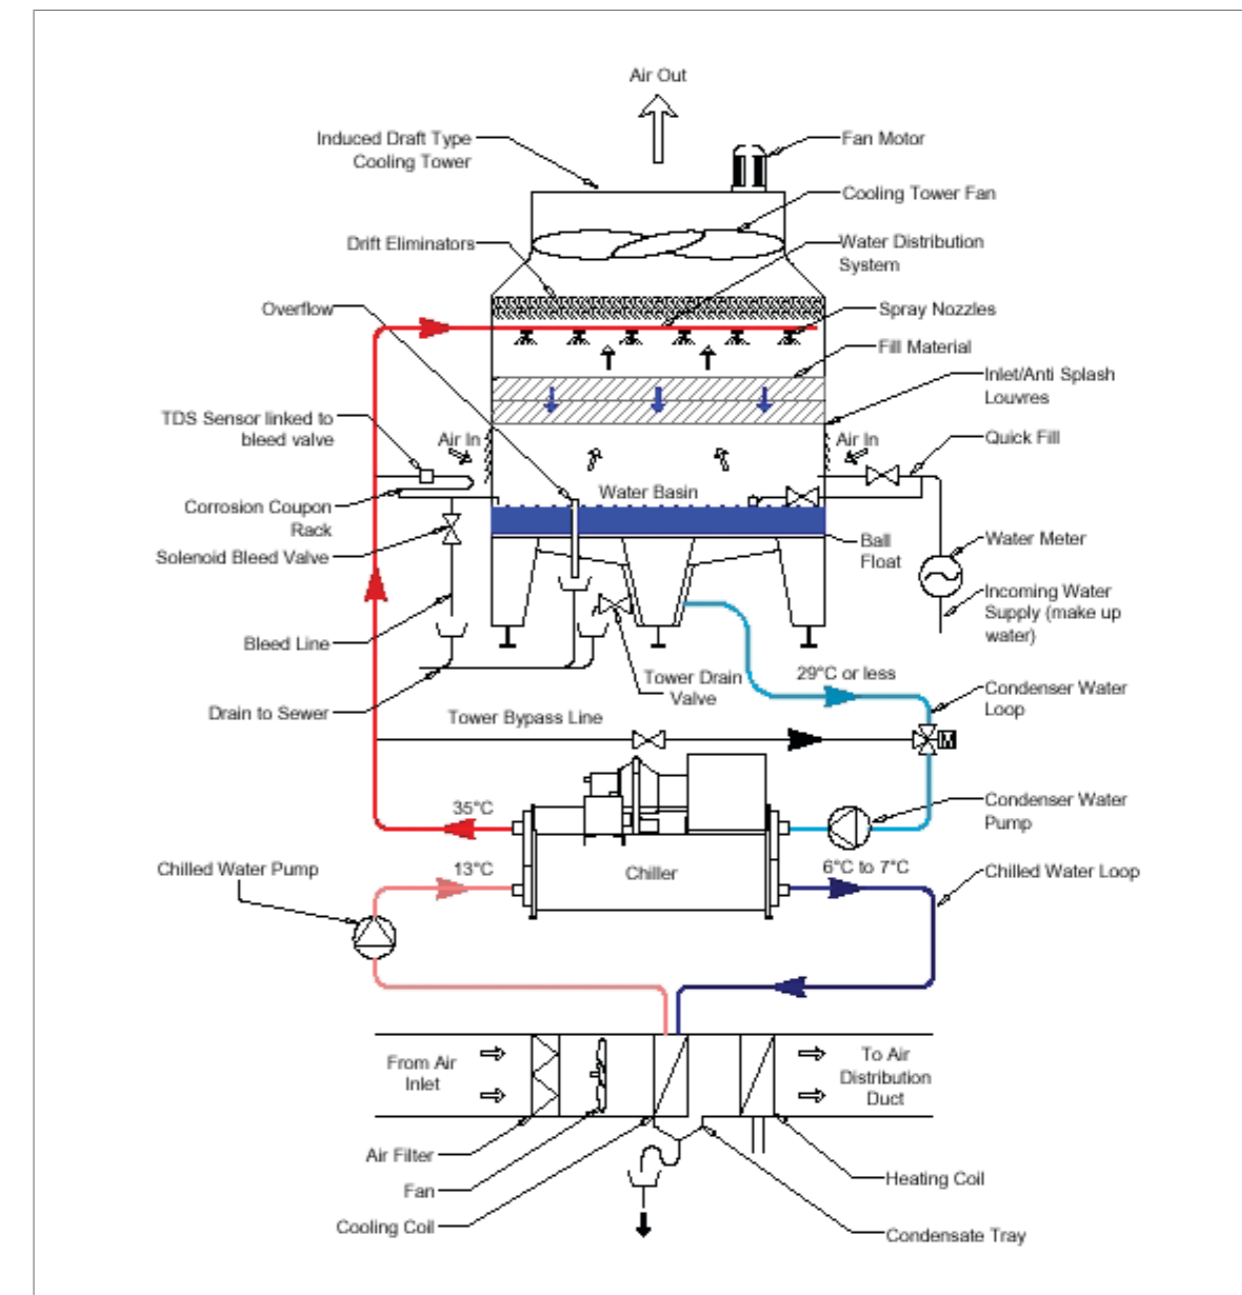 Air Out
Induced Draft Type
Cooling Tower
Fan Motor
Cooling Tower Fan
Drift Eliminators
Water Distribution
System
Overflow
Spray Nozzles
Fill Material
Inlet/Anti Splash
Louvres
TDS Sensor linked to
bleed valve
Air In
Air In
Quick Fill
Water Basin
Corrosion Coupon
Rack
Solenoid Bleed Valve
Ball
Float
Water Meter
Incoming Water
Supply (make up
water)
Bleed Line
Tower Drain
Valve
29°C or less
Condenser Water
Loop
Drain to Sewer
Tower Bypass Line
M
35°C
Condenser Water
Pump
Chilled Water Pump
13°C
Chiller
6°C to 7°C
Chilled Water Loop
From Air
Inlet
To Air
Distribution
Duct
Air Filter
Fan
Heating Coil
Cooling Coil
Condensate Tray